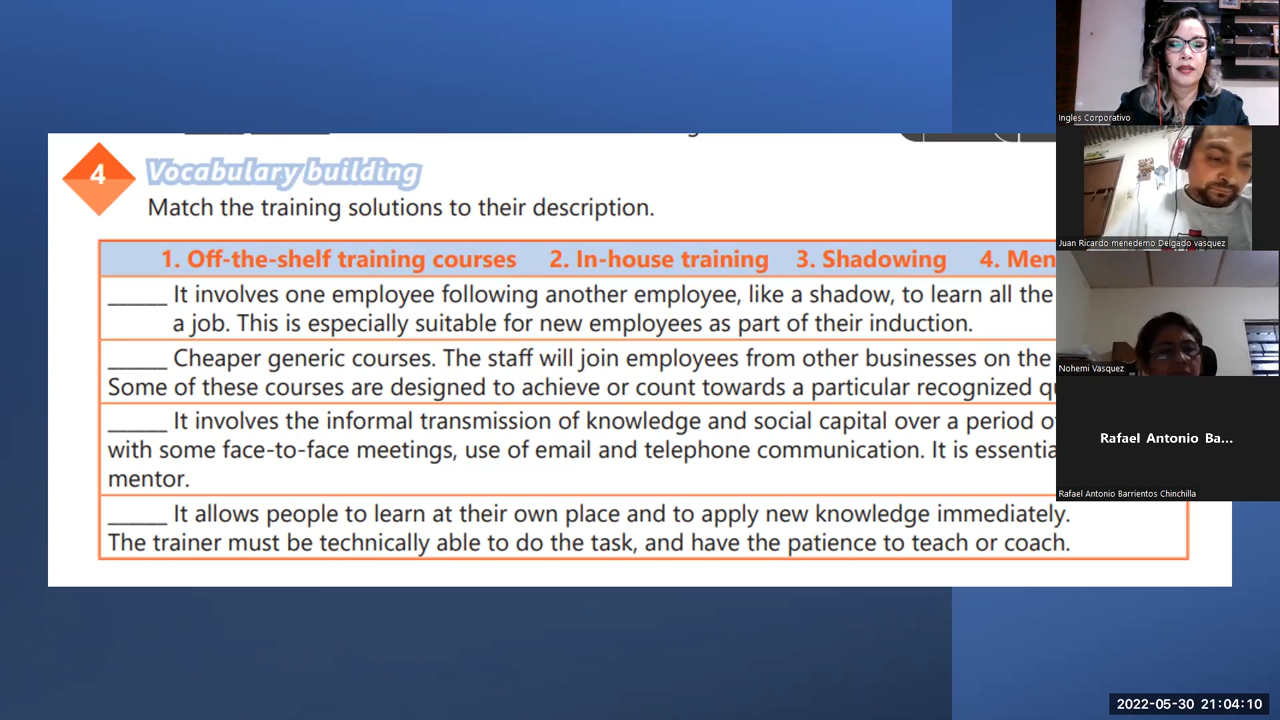 4
Vocabulary building
Match the training solutions to their description.
1. Off-the-shelf training courses 2. In-house training 3. Shadowing 4. Men
______ It involves one employee following another employee, like a shadow, to learn all the
a job. This is especially suitable for new employees as part of their induction.
______ Cheaper generic courses. The staff will join employees from other businesses on the
Some of these courses are designed to achieve or count towards a particular recognized qu
______ It involves the informal transmission of knowledge and social capital over a period o
with some face-to-face meetings, use of email and telephone communication. It is essentia
mentor.
______ It allows people to learn at their own place and to apply new knowledge immediately.
The trainer must be technically able to do the task, and have the patience to teach or coach.
Ingles Corporativo
Juan Ricardo menedemo Delgado vasquez
Nohemi Vasquez
Rafael Antonio Ba...
Rafael Antonio Barrientos Chinchilla
2022-05-30 21:04:10